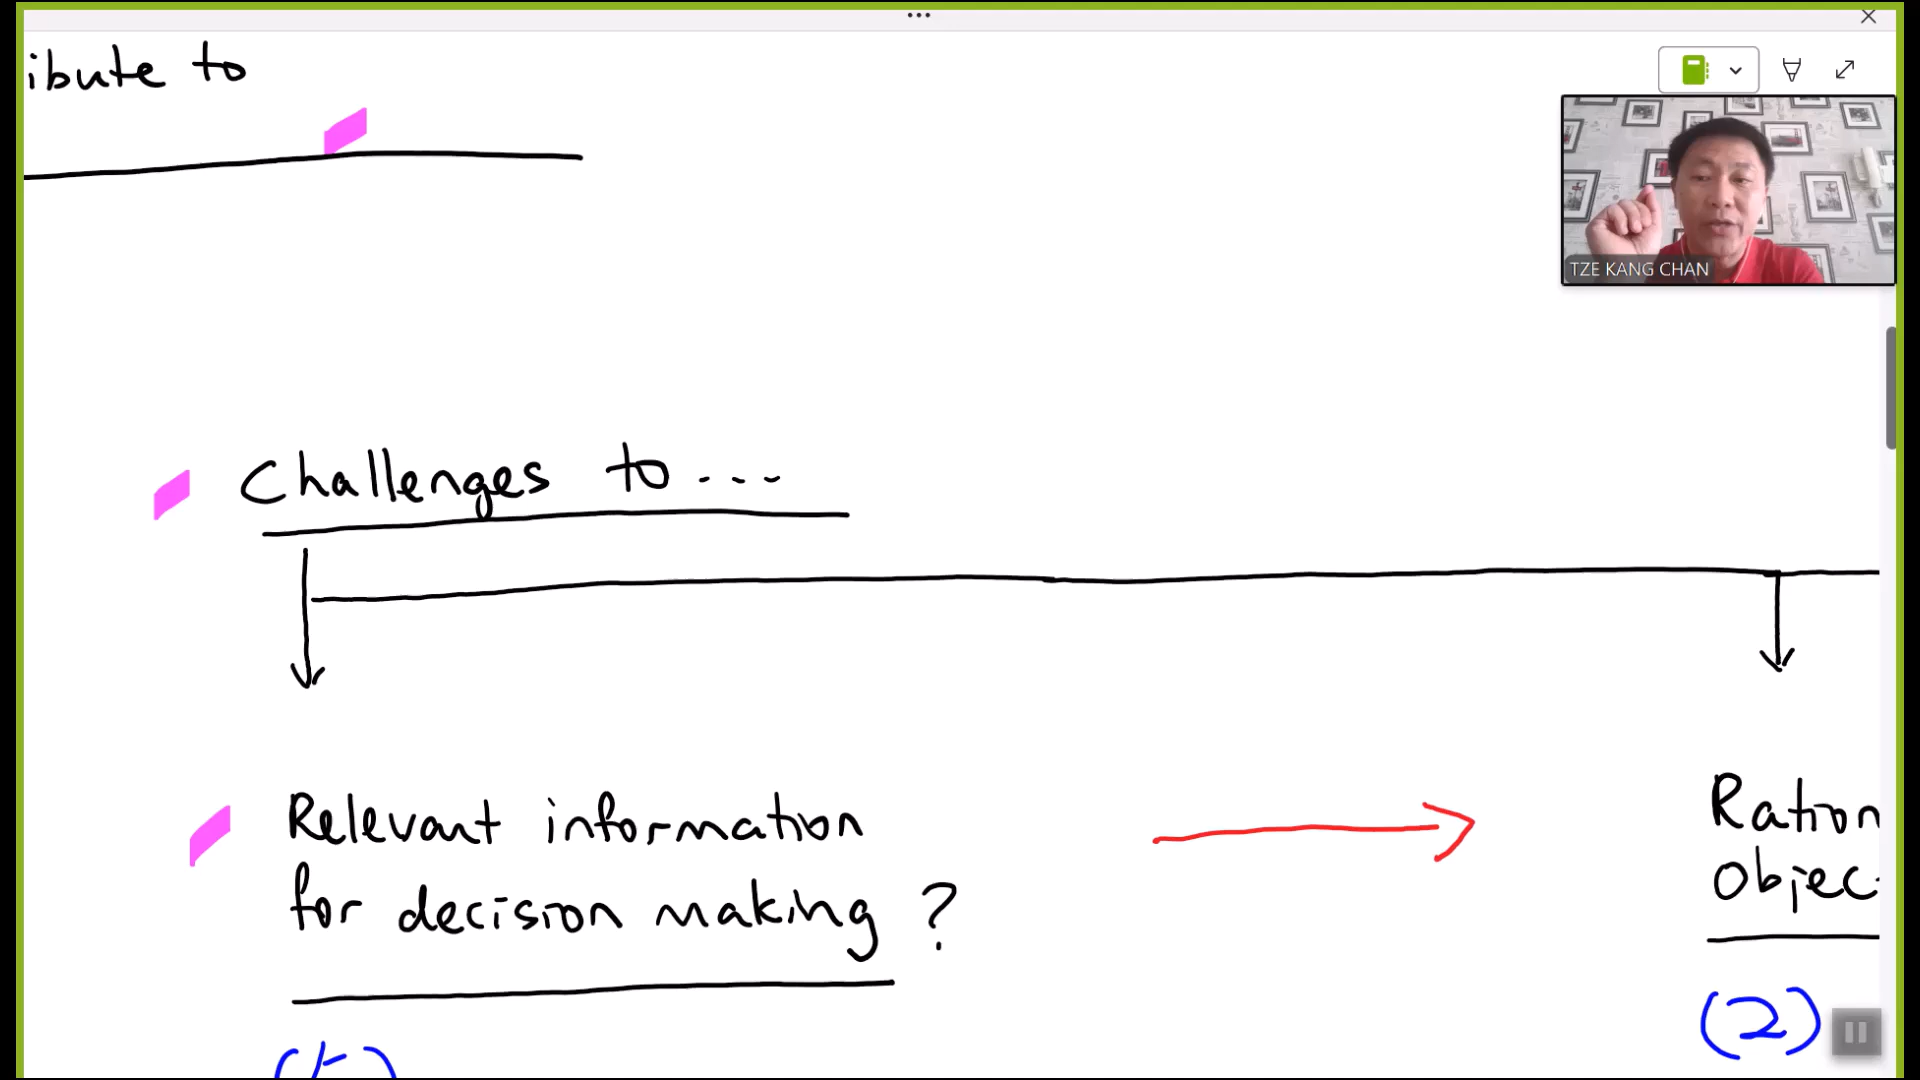 ibute to
TZE KANG CHAN
Challenges to ...
Relevant information
for decision making ?
Ration
Objec
(2)